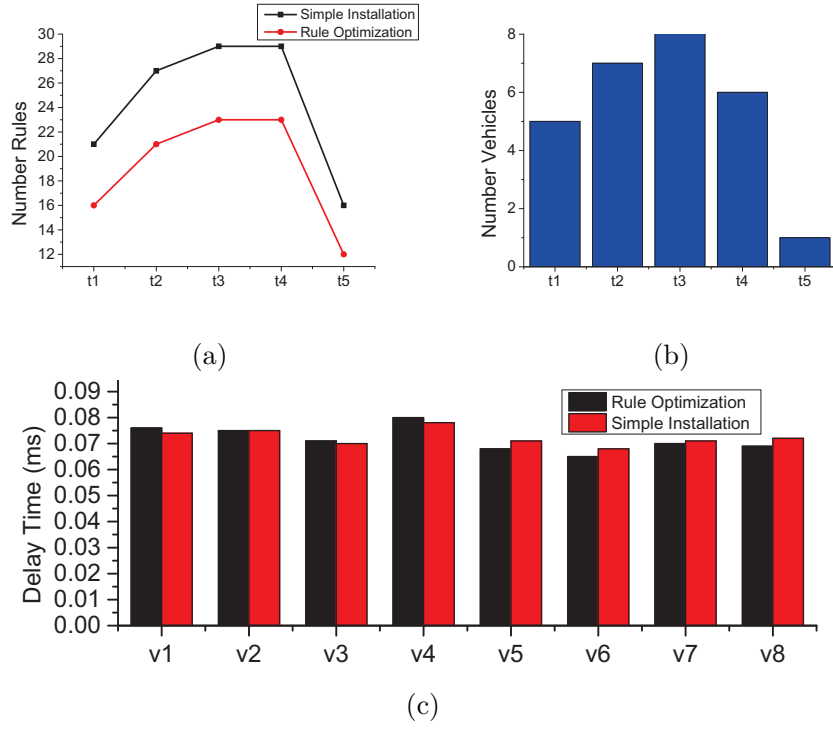 Simple Installation
Rule Optimization
Number Rules
30
28
26
24
22
20
18
16
14
12
t1 t2 t3 t4 t5
(a)
Number Vehicles
8
6
4
2
0
t1 t2 t3 t4 t5
(b)
Rule Optimization
Simple Installation
Delay Time (ms)
0.09
0.08
0.07
0.06
0.05
0.04
0.03
0.02
0.01
0.00
v1 v2 v3 v4 v5 v6 v7 v8
(c)